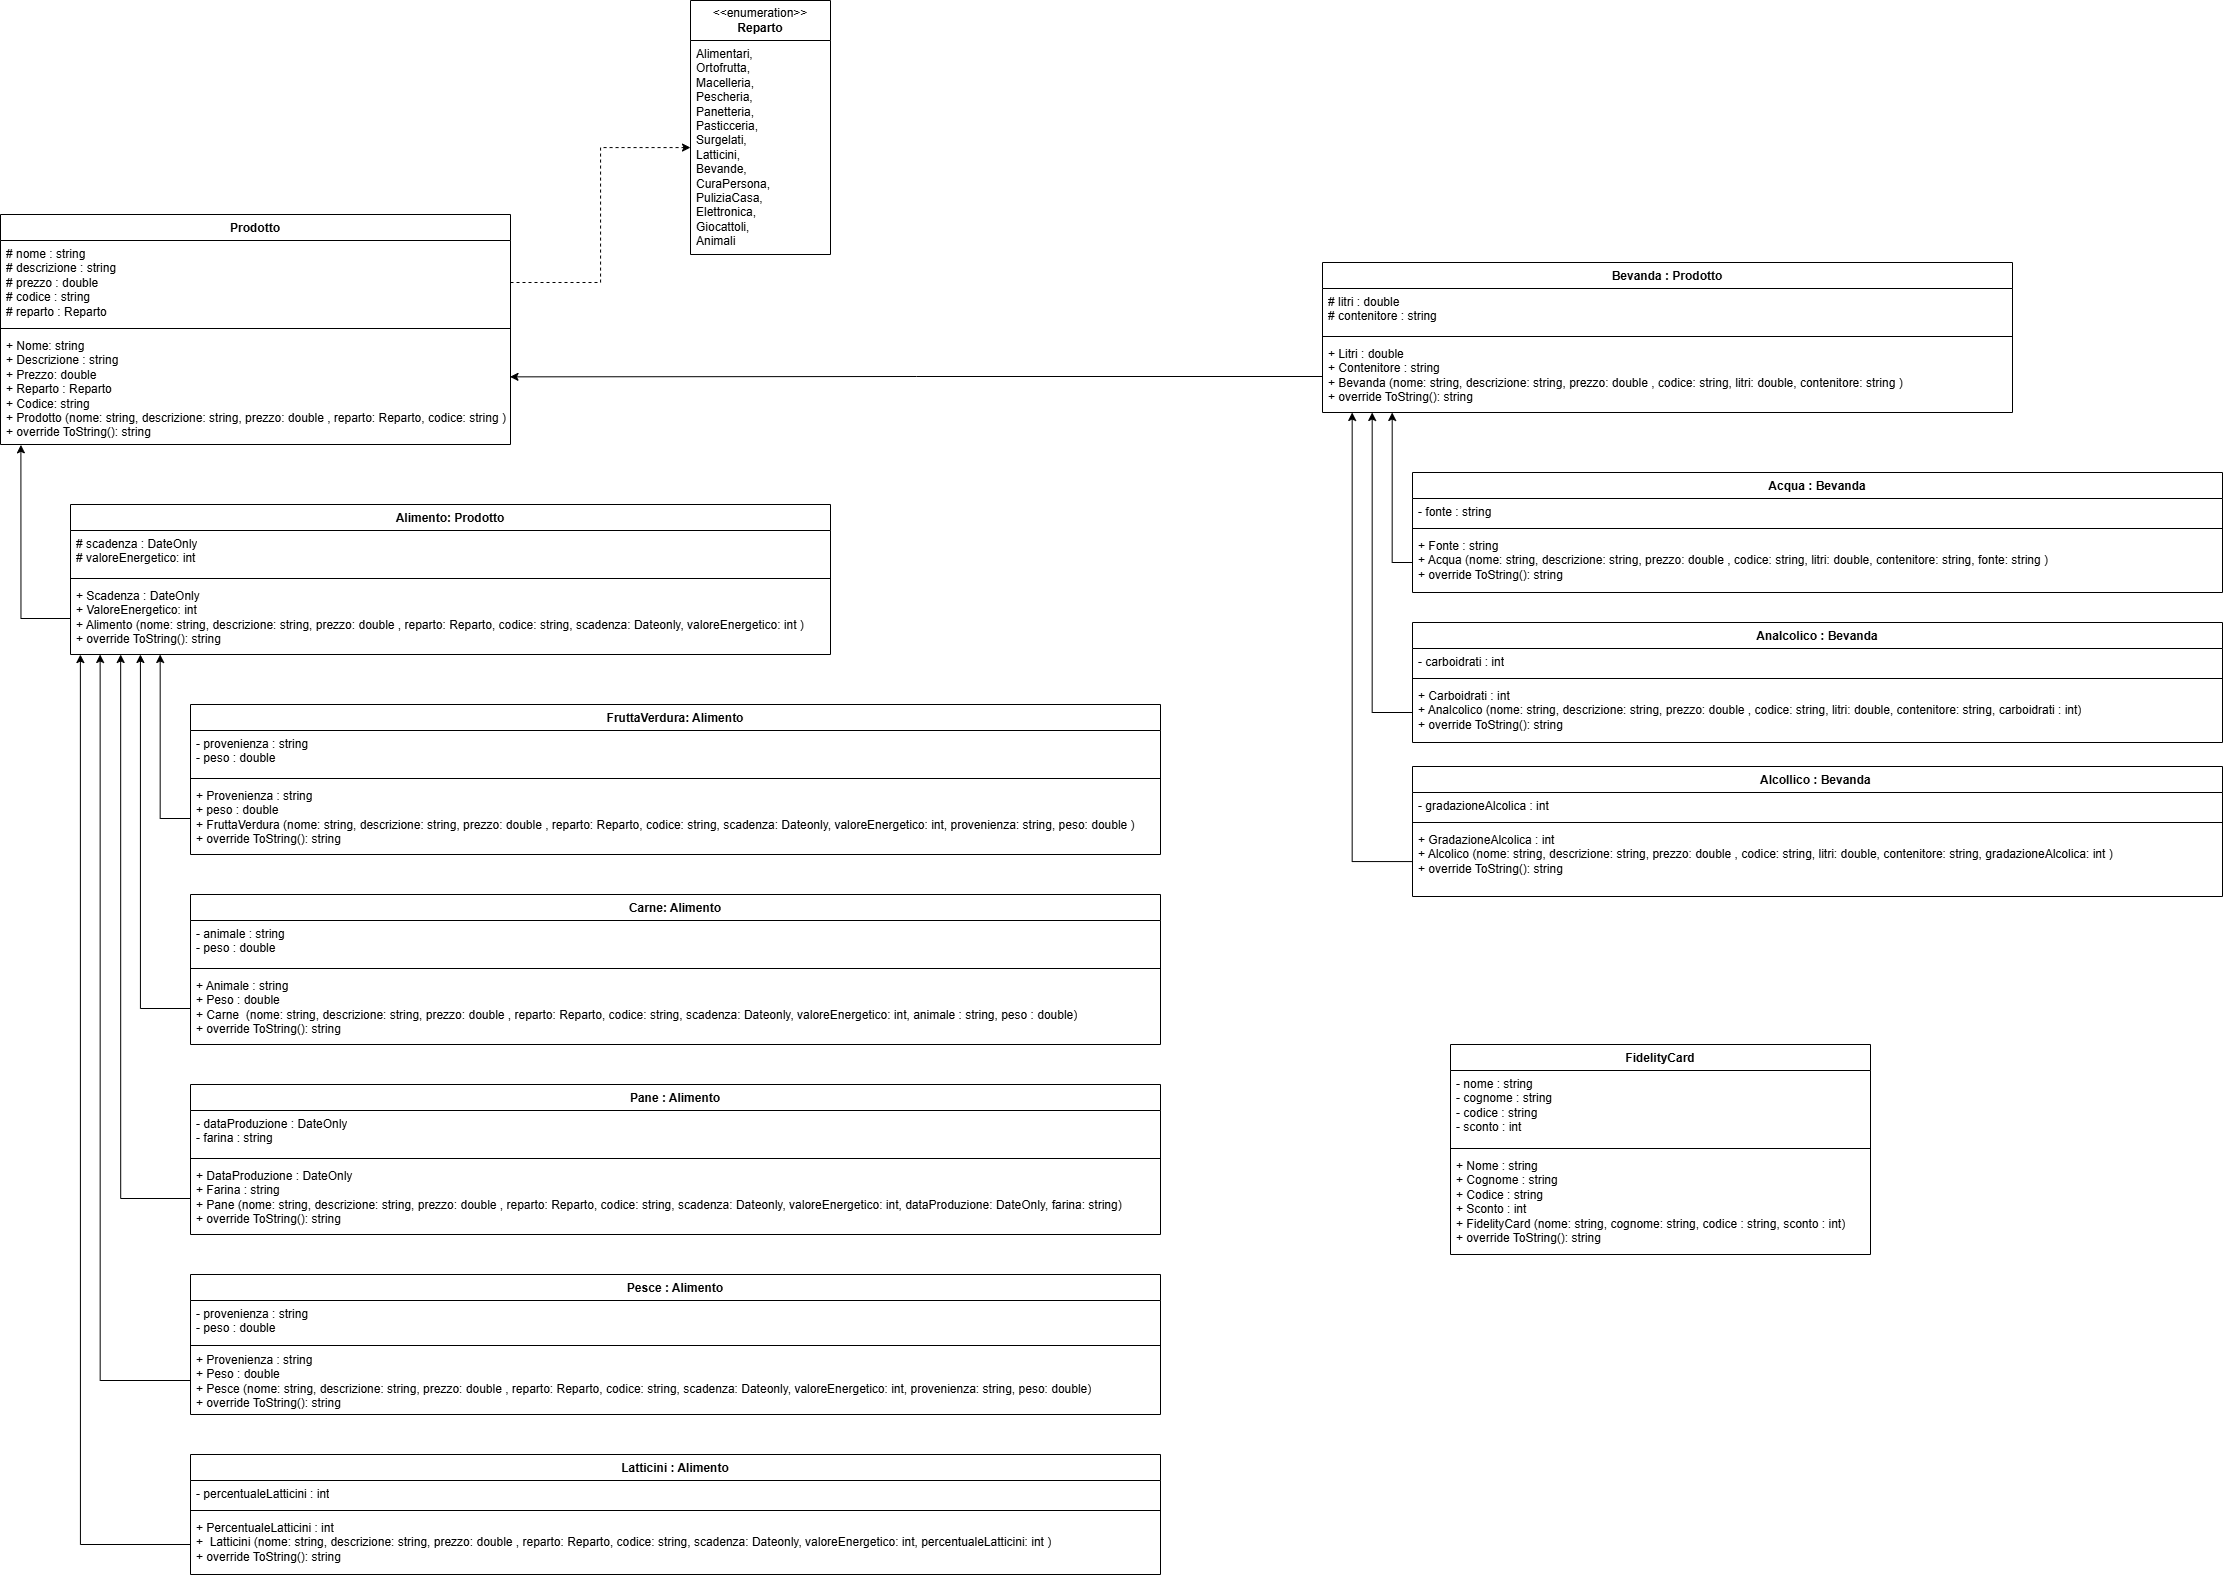 <<enumeration>>
Reparto
Alimentari,
Ortofrutta,
Macelleria,
Pescheria,
Panetteria,
Pasticceria,
Surgelati,
Latticini,
Bevande,
CuraPersona,
PuliziaCasa,
Elettronica,
Giocattoli,
Animali
Prodotto
# nome : string
# descrizione : string
# prezzo : double
# codice : string
# reparto : Reparto
+ Nome: string
+ Descrizione : string
+ Prezzo: double
+ Reparto : Reparto
+ Codice: string
+ Prodotto (nome: string, descrizione: string, prezzo: double , reparto: Reparto, codice: string )
+ override ToString(): string
Alimento: Prodotto
# scadenza : DateOnly
# valoreEnergetico: int
+ Scadenza : DateOnly
+ ValoreEnergetico: int
+ Alimento (nome: string, descrizione: string, prezzo: double , reparto: Reparto, codice: string, scadenza: Dateonly, valoreEnergetico: int )
+ override ToString(): string
FruttaVerdura: Alimento
- provenienza : string
- peso : double
+ Provenienza : string
+ peso : double
+ FruttaVerdura (nome: string, descrizione: string, prezzo: double , reparto: Reparto, codice: string, scadenza: Dateonly, valoreEnergetico: int, provenienza: string, peso: double )
+ override ToString(): string
Carne: Alimento
- animale : string
- peso : double
+ Animale : string
+ Peso : double
+ Carne  (nome: string, descrizione: string, prezzo: double , reparto: Reparto, codice: string, scadenza: Dateonly, valoreEnergetico: int, animale : string, peso : double)
+ override ToString(): string
Pane : Alimento
- dataProduzione : DateOnly
- farina : string
+ DataProduzione : DateOnly
+ Farina : string
+ Pane (nome: string, descrizione: string, prezzo: double , reparto: Reparto, codice: string, scadenza: Dateonly, valoreEnergetico: int, dataProduzione: DateOnly, farina: string)
+ override ToString(): string
Pesce : Alimento
- provenienza : string
- peso : double
+ Provenienza : string
+ Peso : double
+ Pesce (nome: string, descrizione: string, prezzo: double , reparto: Reparto, codice: string, scadenza: Dateonly, valoreEnergetico: int, provenienza: string, peso: double)
+ override ToString(): string
Latticini : Alimento
- percentualeLatticini : int
+ PercentualeLatticini : int
+  Latticini (nome: string, descrizione: string, prezzo: double , reparto: Reparto, codice: string, scadenza: Dateonly, valoreEnergetico: int, percentualeLatticini: int )
+ override ToString(): string
Bevanda : Prodotto
# litri : double
# contenitore : string
+ Litri : double
+ Contenitore : string
+ Bevanda (nome: string, descrizione: string, prezzo: double , codice: string, litri: double, contenitore: string )
+ override ToString(): string
Acqua : Bevanda
- fonte : string
+ Fonte : string
+ Acqua (nome: string, descrizione: string, prezzo: double , codice: string, litri: double, contenitore: string, fonte: string )
+ override ToString(): string
Analcolico : Bevanda
- carboidrati : int
+ Carboidrati : int
+ Analcolico (nome: string, descrizione: string, prezzo: double , codice: string, litri: double, contenitore: string, carboidrati : int)
+ override ToString(): string
Alcollico : Bevanda
- gradazioneAlcolica : int
+ GradazioneAlcolica : int
+ Alcolico (nome: string, descrizione: string, prezzo: double , codice: string, litri: double, contenitore: string, gradazioneAlcolica: int )
+ override ToString(): string
FidelityCard
- nome : string
- cognome : string
- codice : string
- sconto : int
+ Nome : string
+ Cognome : string
+ Codice : string
+ Sconto : int
+ FidelityCard (nome: string, cognome: string, codice : string, sconto : int)
+ override ToString(): string